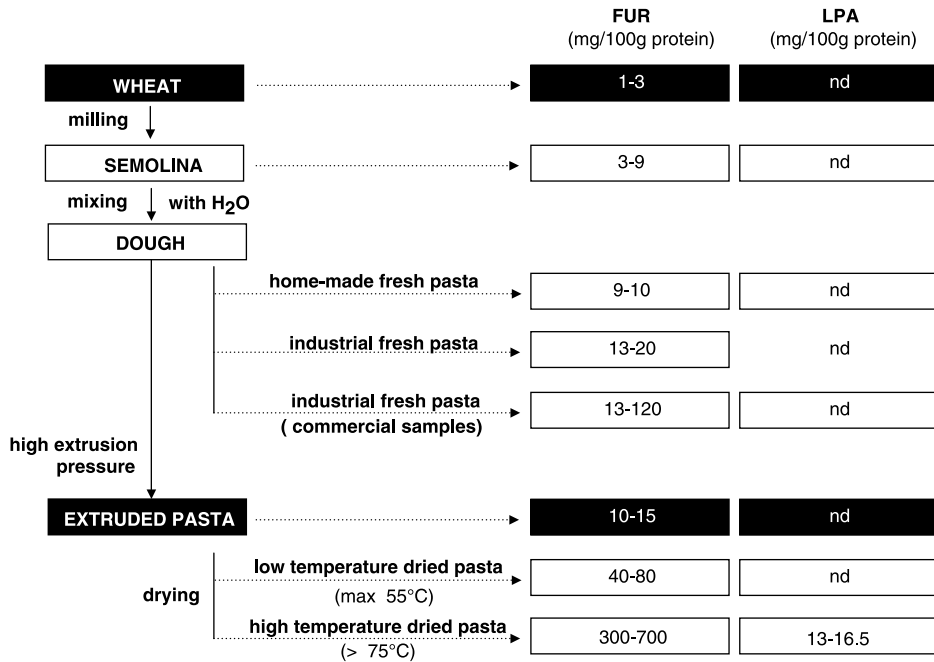 FUR LPA
(mg/100g protein) (mg/100g protein)
WHEAT 1-3 nd
milling
SEMOLINA 3-9 nd
mixing with H2O
DOUGH
home-made fresh pasta 9-10 nd
industrial fresh pasta 13-20 nd
industrial fresh pasta 13-120 nd
( commercial samples)
high extrusion
pressure
EXTRUDED PASTA 10-15 nd
low temperature dried pasta 40-80 nd
drying (max 55°C)
high temperature dried pasta 300-700 13-16.5
(> 75°C)